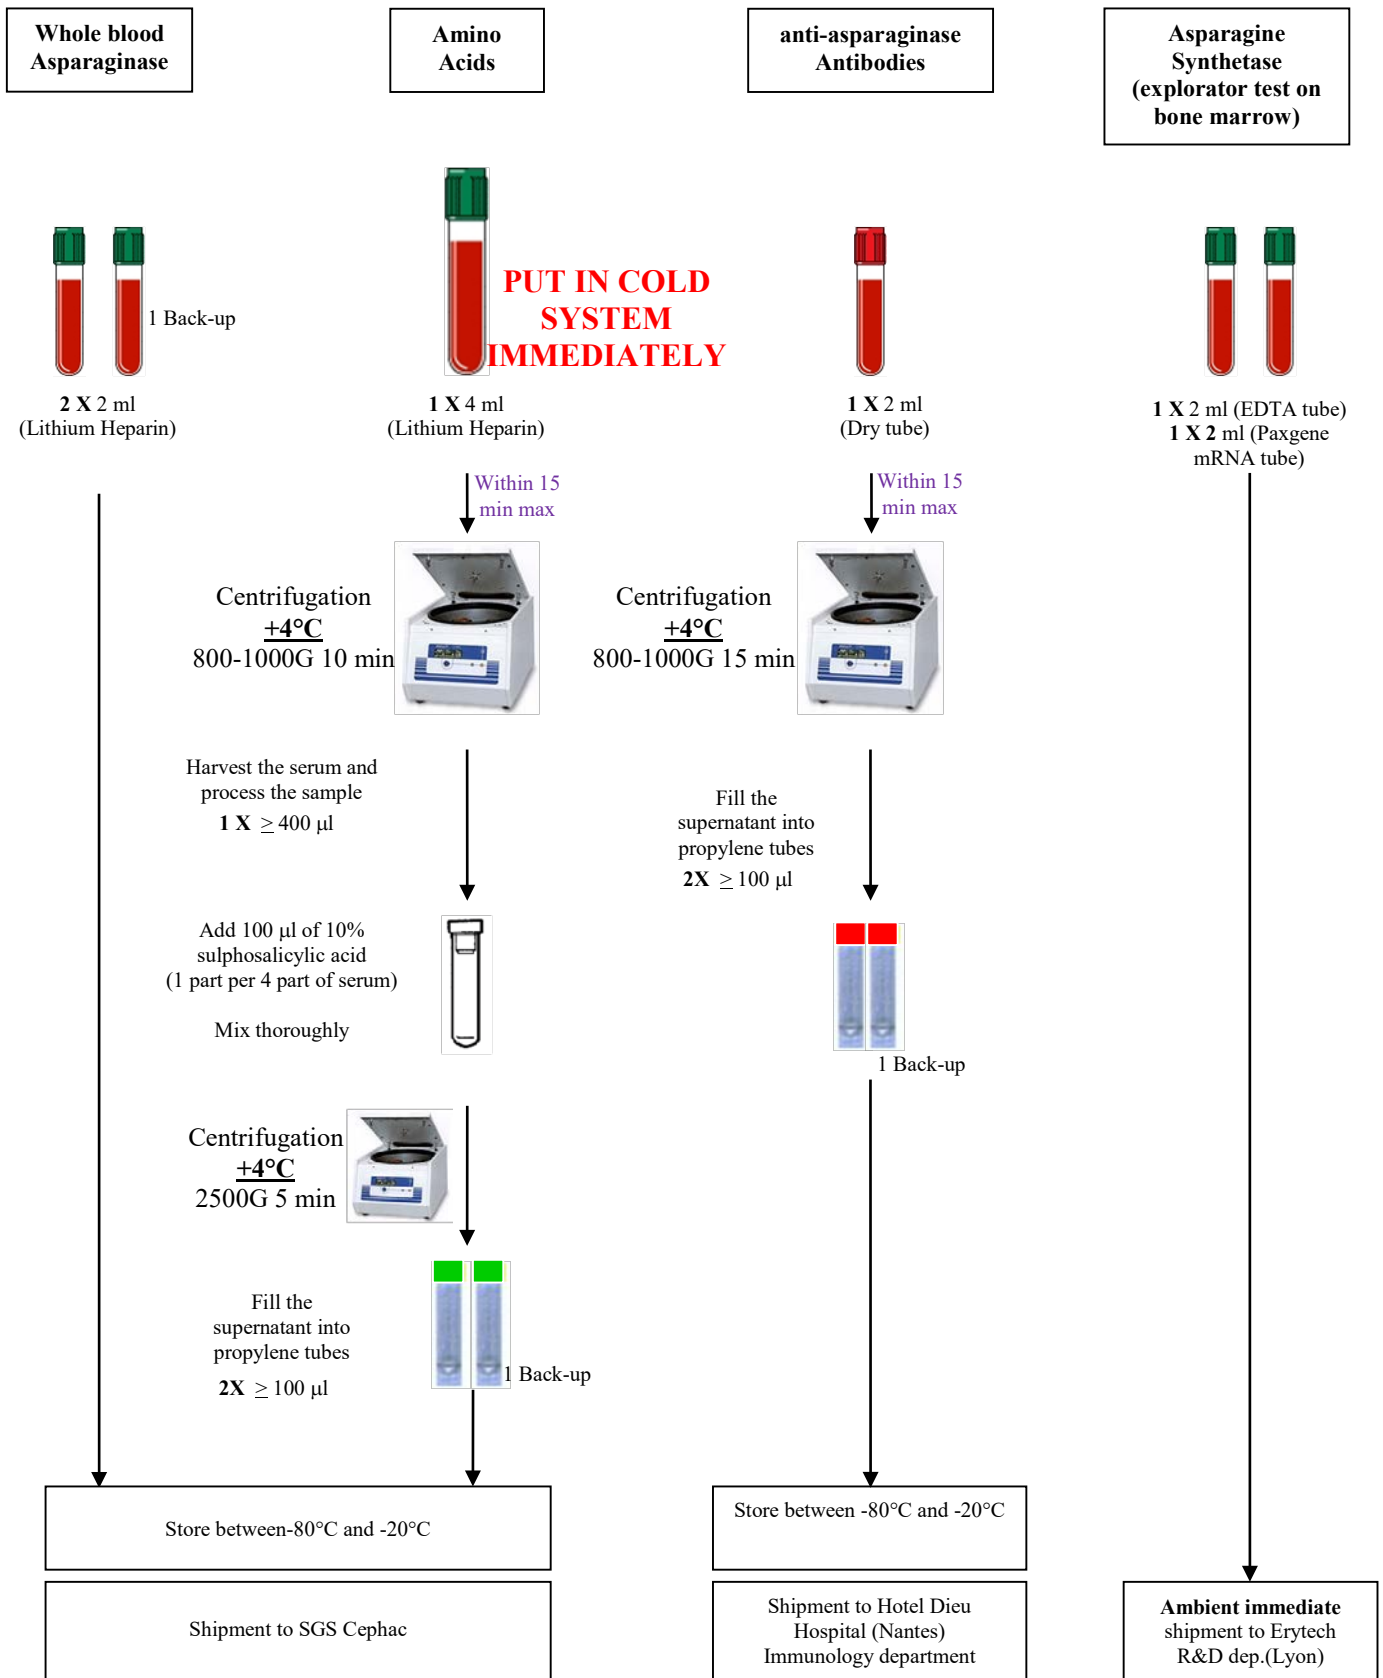 Whole blood
Asparaginase
Amino
Acids
anti-asparaginase
Antibodies
Asparagine
Synthetase
(explorator test on
bone marrow)
1 Back-up
PUT IN COLD
SYSTEM
IMMEDIATELY
2 X 2 ml
(Lithium Heparin)
1 X 4 ml
(Lithium Heparin)
1 X 2 ml
(Dry tube)
1 X 2 ml (EDTA tube)
1 X 2 ml (Paxgene
mRNA tube)
Within 15
min max
Within 15
min max
Centrifugation
+4°C
800-1000G 10 min
Centrifugation
+4°C
800-1000G 15 min
Harvest the serum and
process the sample
1 X ≥ 400 µl
Fill the
supernatant into
propylene tubes
2X ≥ 100 µl
Add 100 µl of 10%
sulphosalicylic acid
(1 part per 4 part of serum)
Mix thoroughly
1 Back-up
Centrifugation
+4°C
2500G 5 min
Fill the
supernatant into
propylene tubes
2X ≥ 100 µl
1 Back-up
Store between-80°C and -20°C
Store between -80°C and -20°C
Shipment to SGS Cephac
Shipment to Hotel Dieu
Hospital (Nantes)
Immunology department
Ambient immediate
shipment to Erytech
R&D dep.(Lyon)